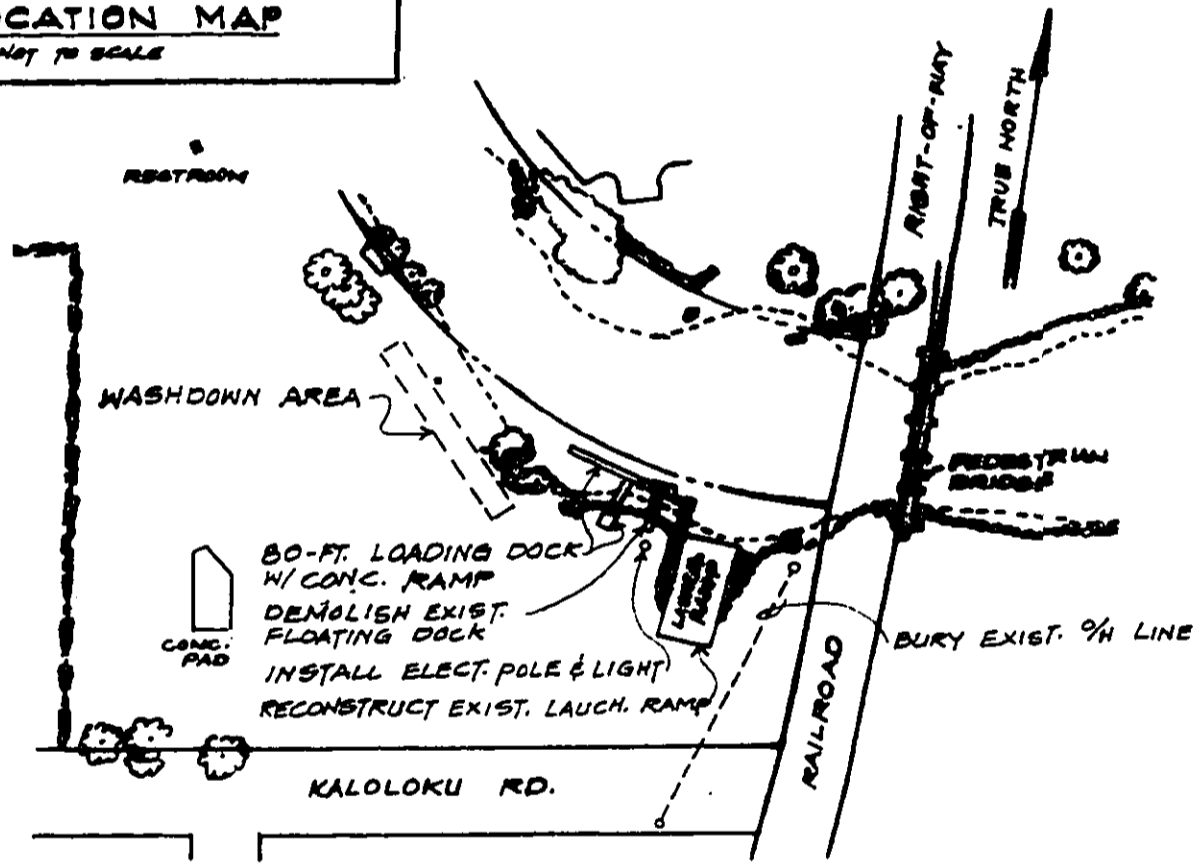 OCATION MAP
NOT TO SCALE
RESTROOM
RIGHT-OF-WAY
TRUE NORTH
WASHDOWN AREA
PEDESTRIAN
BRIDGE
80-FT. LOADING DOCK
W/ CONC. RAMP
DEMOLISH EXIST.
FLOATING DOCK
INSTALL ELECT. POLE & LIGHT
RECONSTRUCT EXIST. LAUCH. RAMP
CONC.
PAD
RAMP
BURY EXIST. O/H LINE
RAILROAD
KALOLOKU RD.